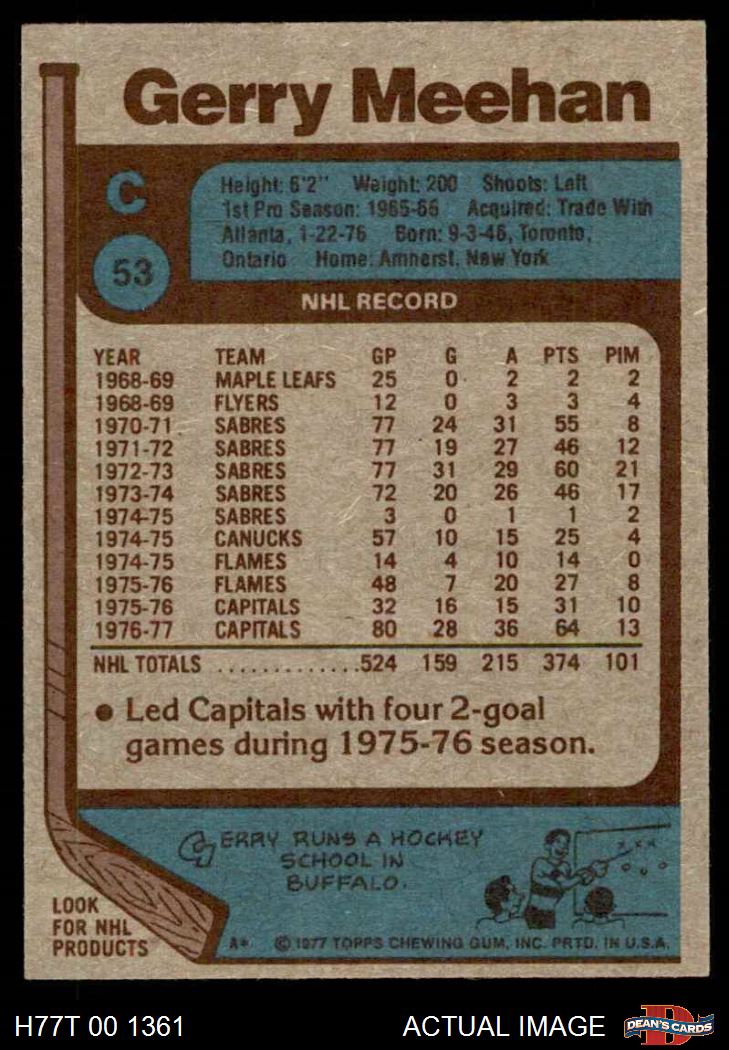 Gerry Meehan
C
53
Height: 6'2" Weight: 200 Shoots: Left
1st Pro Season: 1965-66 Acquired: Trade With
Atlanta, 1-22-76 Born: 9-3-46, Toronto,
Ontario Home: Amherst, New York
NHL RECORD
YEAR TEAM GP G A PTS PIM
1968-69 MAPLE LEAFS 25 0 2 2 2
1968-69 FLYERS 12 0 3 3 4
1970-71 SABRES 77 24 31 55 8
1971-72 SABRES 77 19 27 46 12
1972-73 SABRES 77 31 29 60 21
1973-74 SABRES 72 20 26 46 17
1974-75 SABRES 3 0 1 1 2
1974-75 CANUCKS 57 10 15 25 4
1974-75 FLAMES 14 4 10 14 0
1975-76 FLAMES 48 7 20 27 8
1975-76 CAPITALS 32 16 15 31 10
1976-77 CAPITALS 80 28 36 64 13
NHL TOTALS .............524 159 215 374 101
● Led Capitals with four 2-goal
games during 1975-76 season.
GERRY RUNS A HOCKEY
SCHOOL IN
BUFFALO.
LOOK
FOR NHL
PRODUCTS
A* © 1977 TOPPS CHEWING GUM, INC. PRTD. IN U.S.A.
H77T 00 1361 ACTUAL IMAGE D DEAN'S CARDS